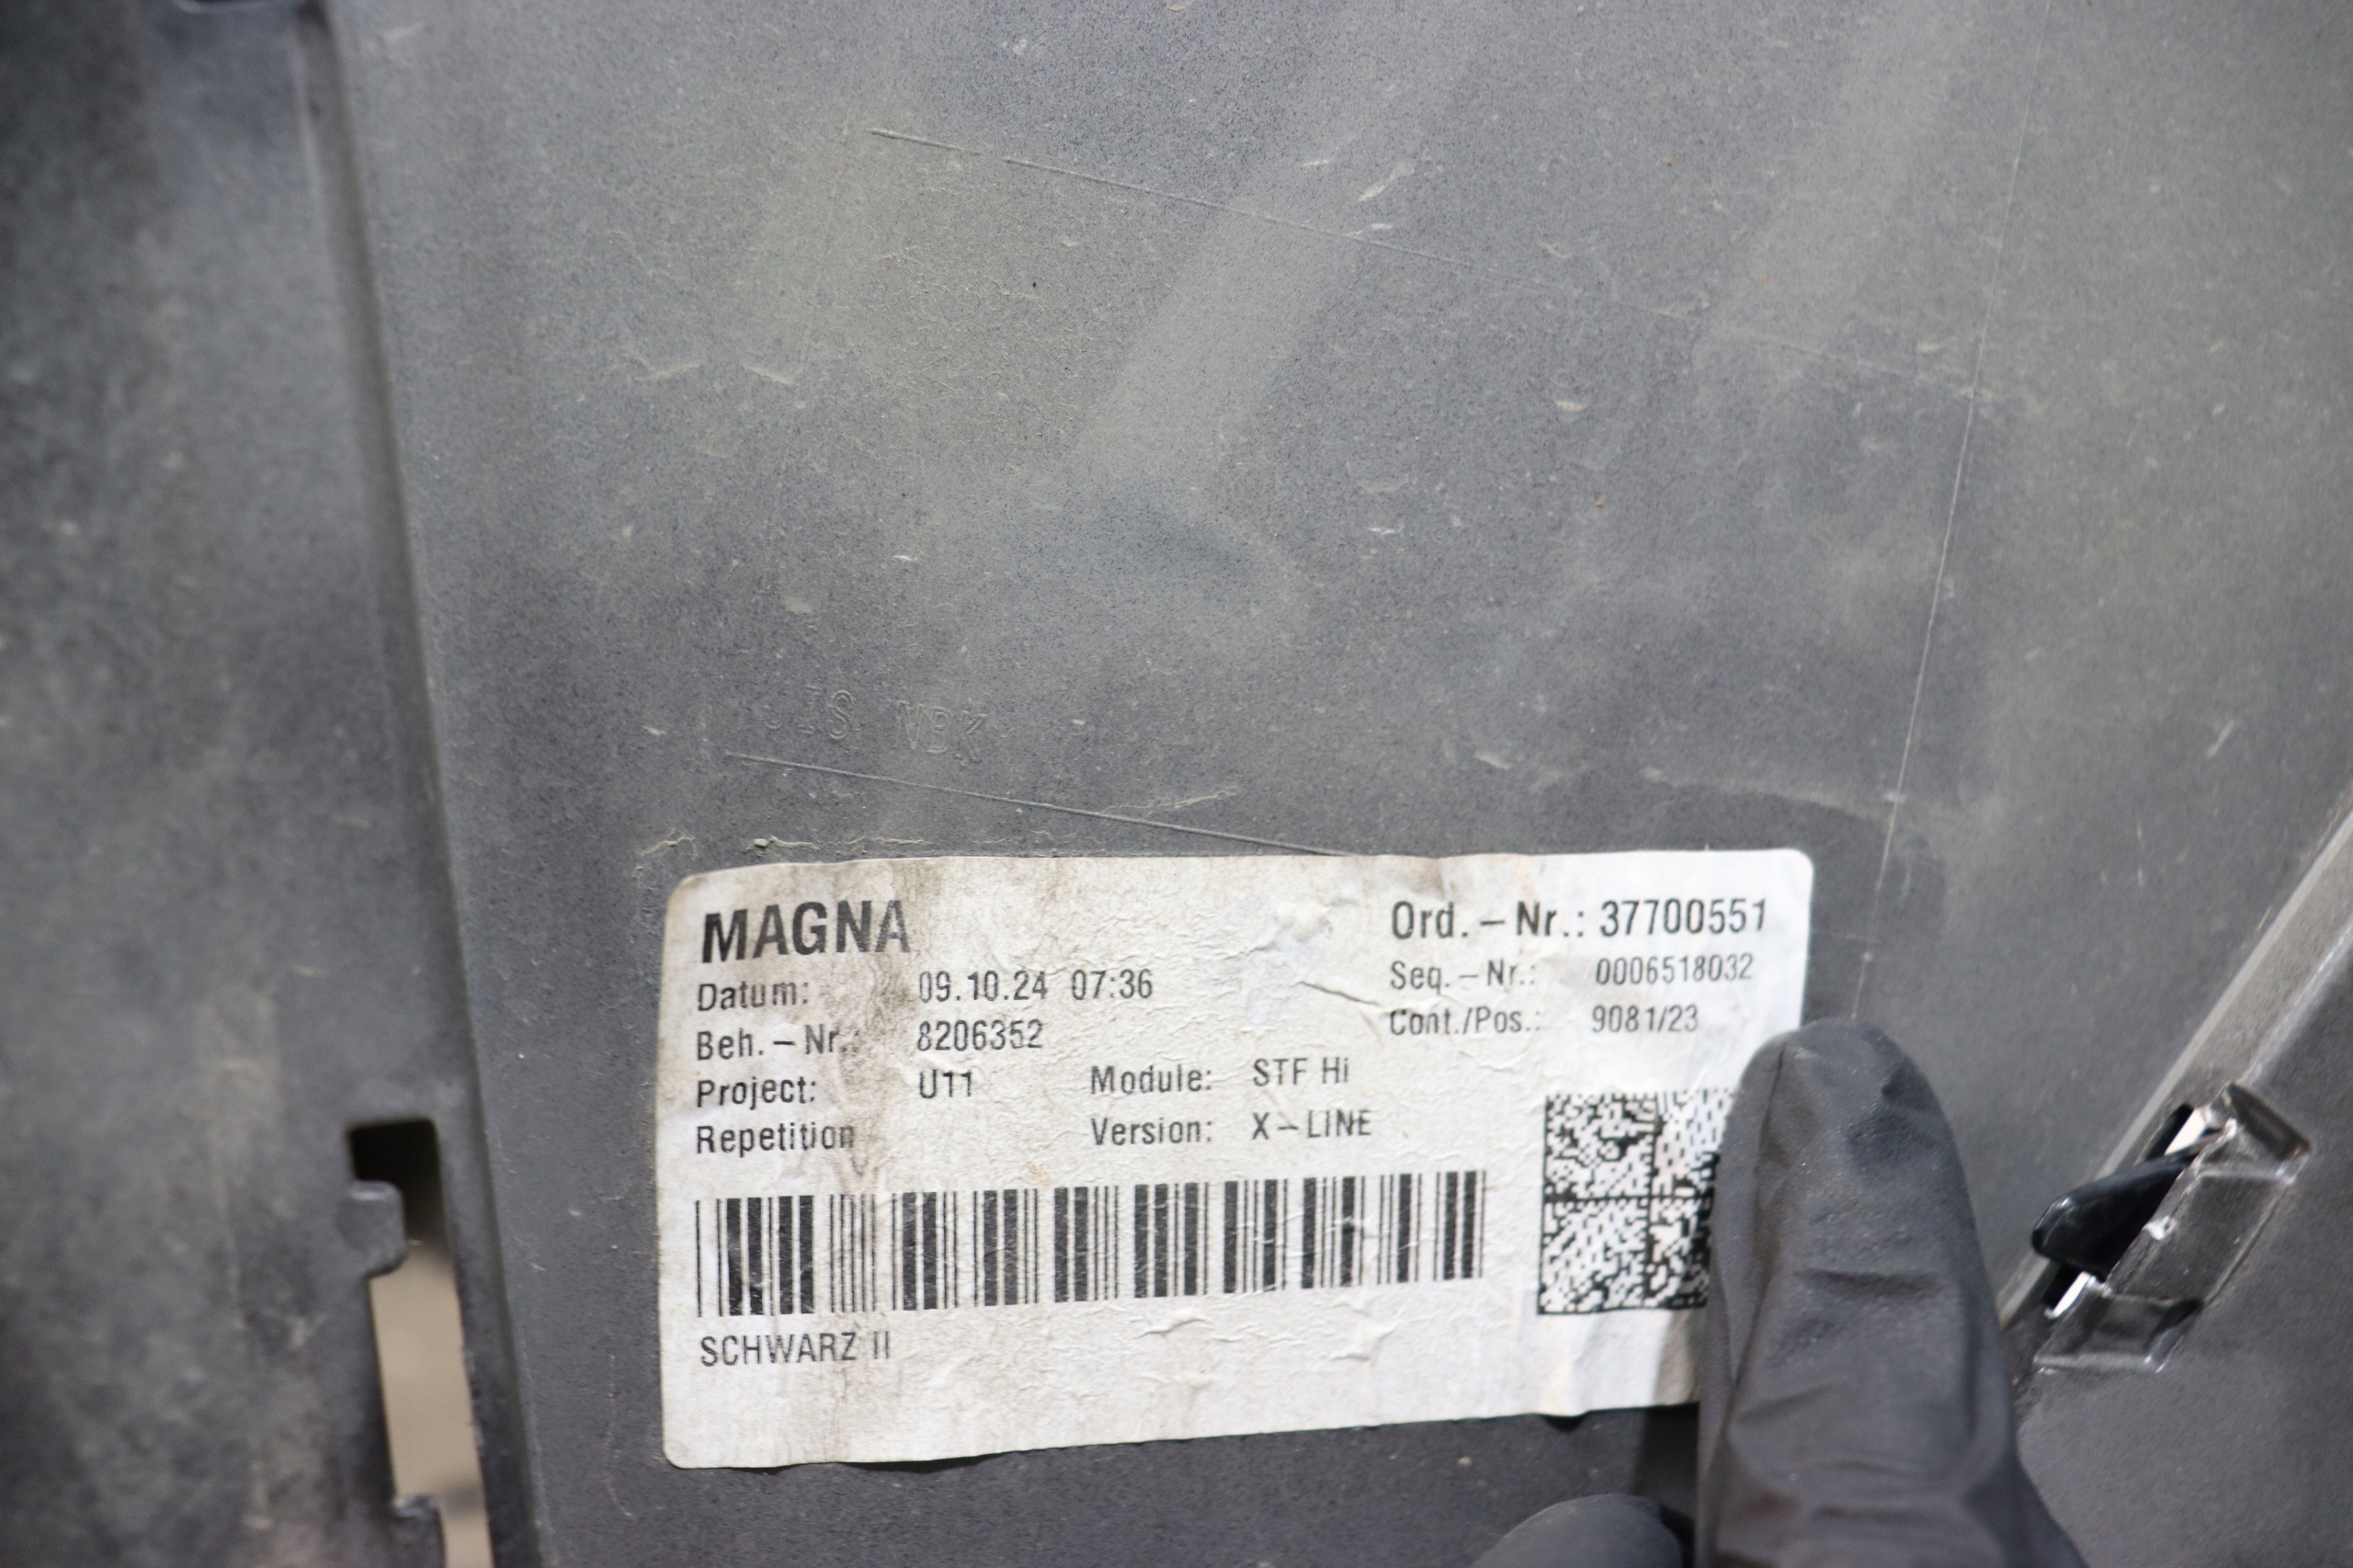 VBK
MAGNA
Ord.-Nr.: 37700551
Datum: 09.10.24 07:36
Seq.-Nr.: 0006518032
Beh.-Nr.: 8206352
Cont./Pos.: 9081/23
Project: U11 Module: STF Hi
Repetition Version: X-LINE
SCHWARZ II